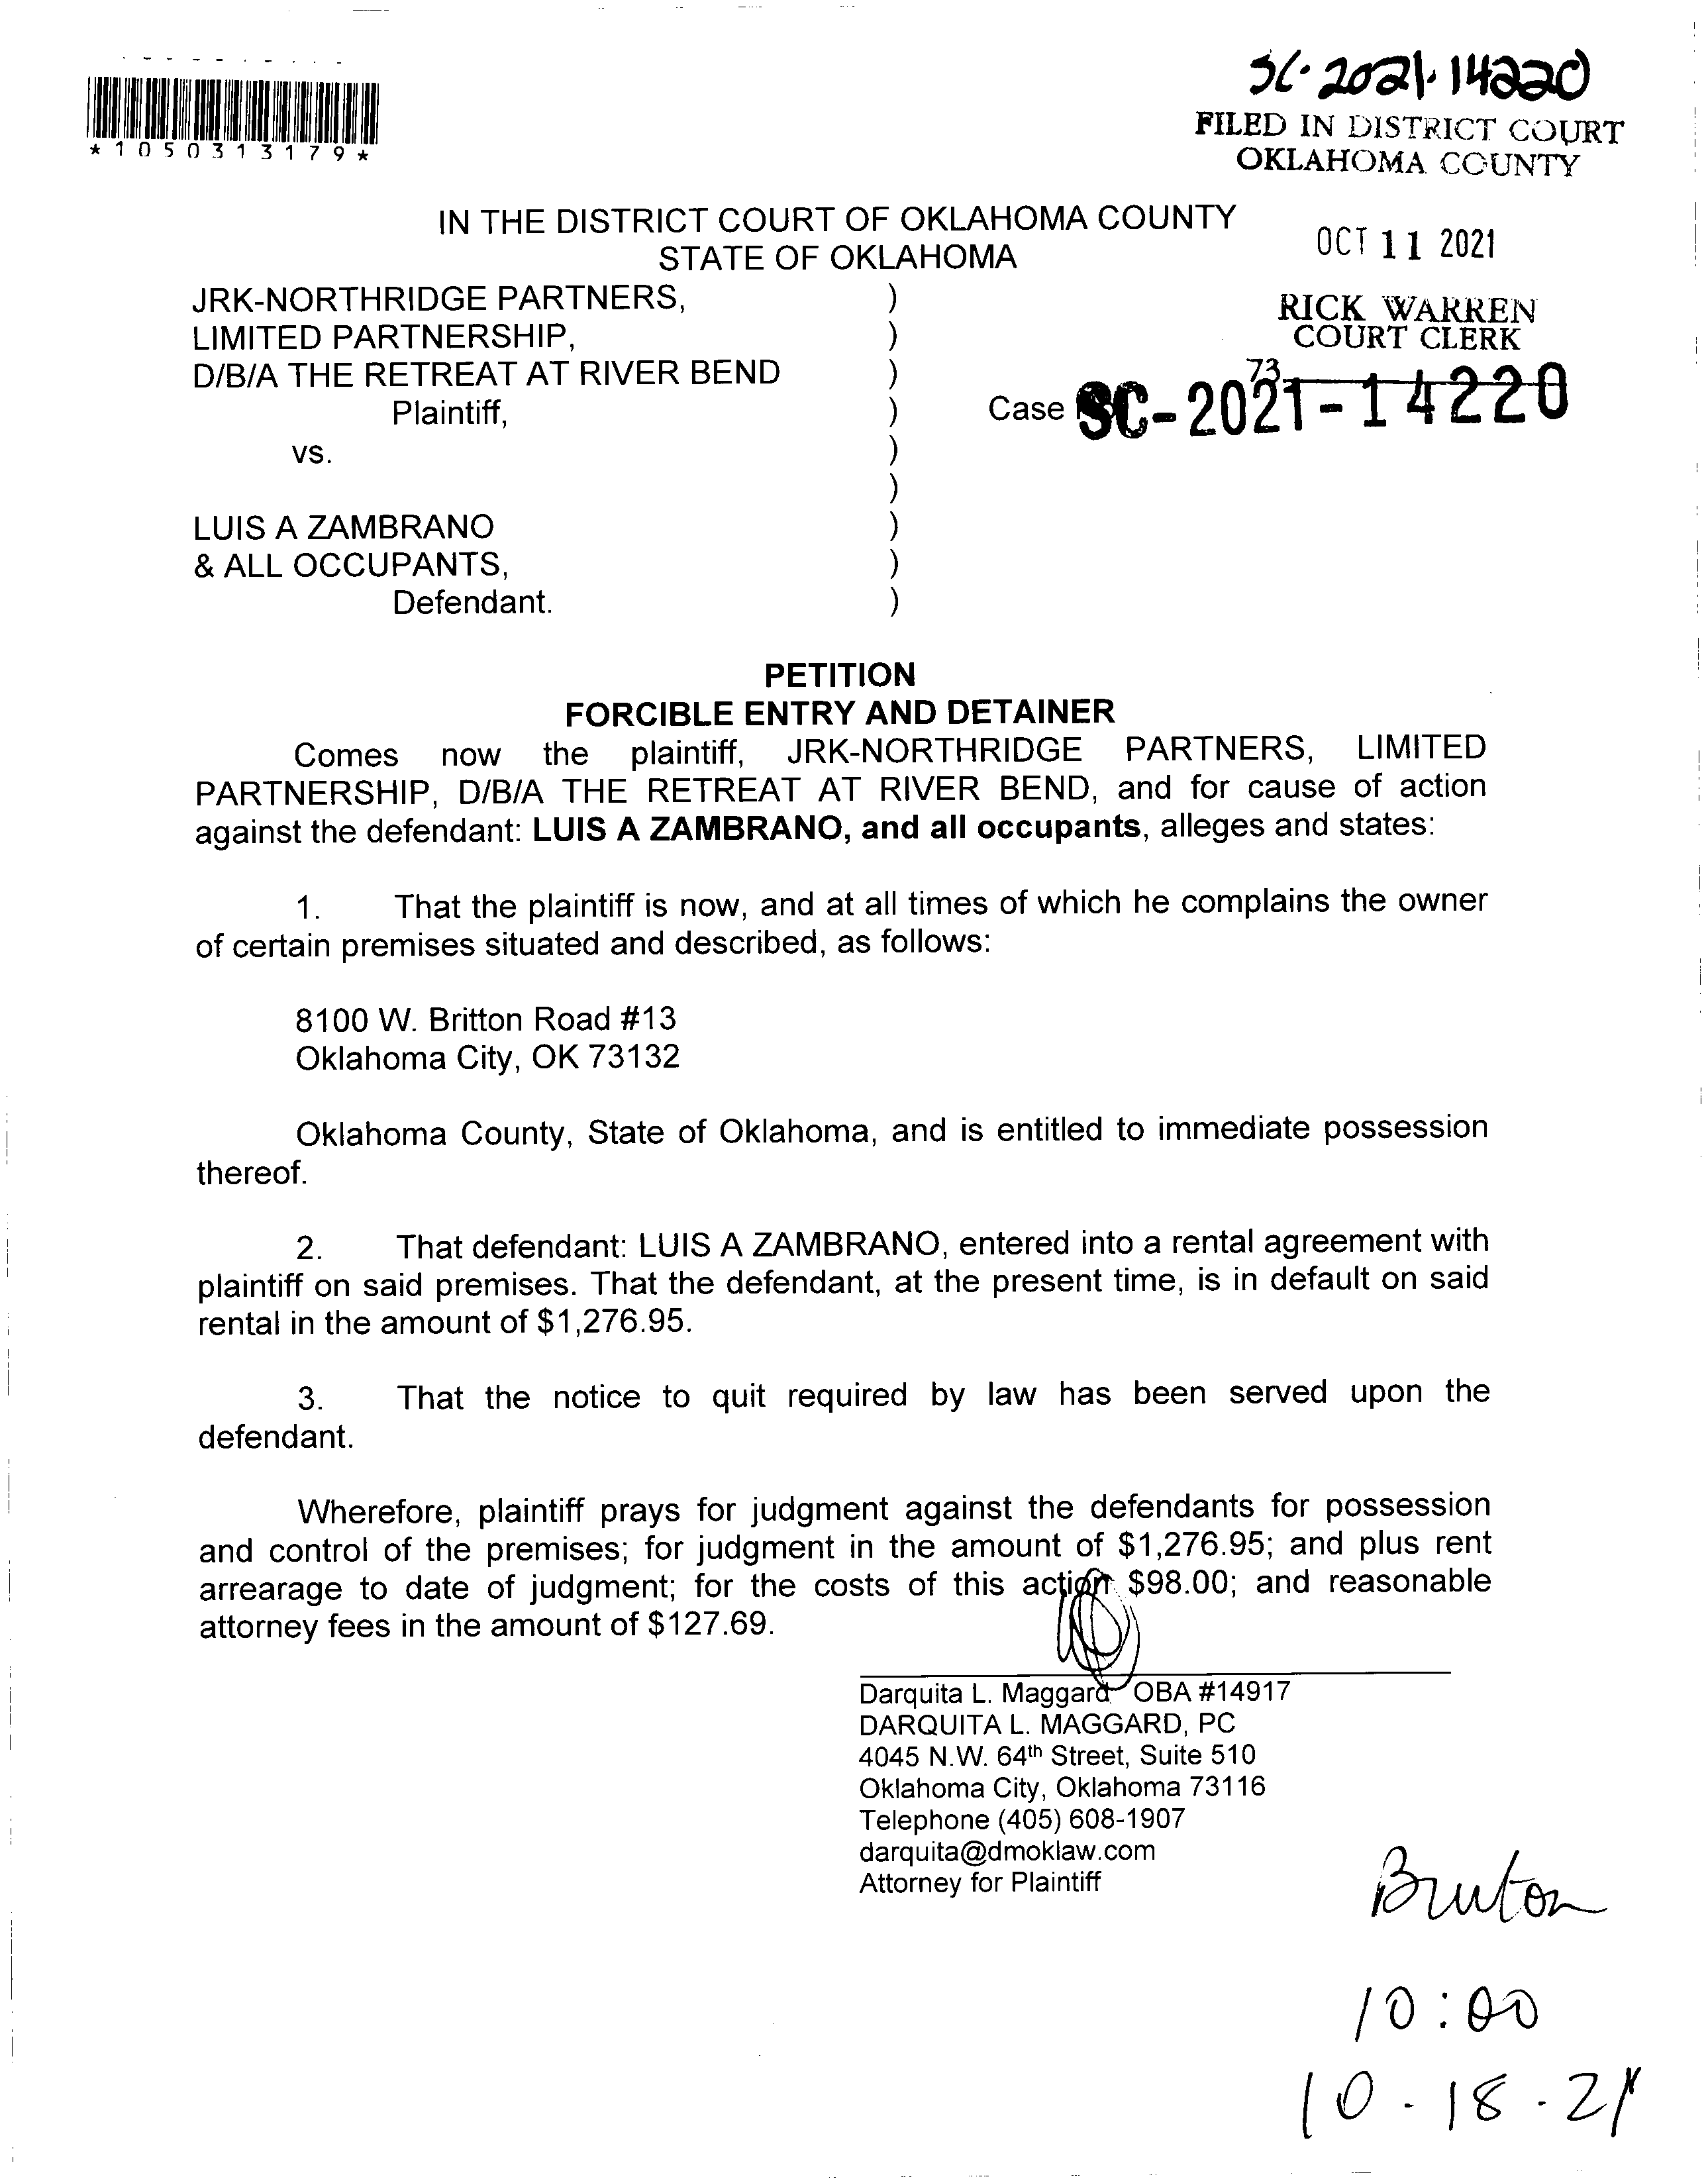 SC-2021-14220
*1050313179*
FILED IN DISTRICT COURT
OKLAHOMA COUNTY
IN THE DISTRICT COURT OF OKLAHOMA COUNTY
STATE OF OKLAHOMA
OCT 11 2021
JRK-NORTHRIDGE PARTNERS, )
LIMITED PARTNERSHIP, )
D/B/A THE RETREAT AT RIVER BEND )
Plaintiff, )
RICK WARREN
COURT CLERK
73
Case SC-2021-14220
vs. )
)
LUIS A ZAMBRANO )
& ALL OCCUPANTS, )
Defendant. )
PETITION
FORCIBLE ENTRY AND DETAINER
Comes now the plaintiff, JRK-NORTHRIDGE PARTNERS, LIMITED
PARTNERSHIP, D/B/A THE RETREAT AT RIVER BEND, and for cause of action
against the defendant: LUIS A ZAMBRANO, and all occupants, alleges and states:
1. That the plaintiff is now, and at all times of which he complains the owner
of certain premises situated and described, as follows:
8100 W. Britton Road #13
Oklahoma City, OK 73132
Oklahoma County, State of Oklahoma, and is entitled to immediate possession
thereof.
2. That defendant: LUIS A ZAMBRANO, entered into a rental agreement with
plaintiff on said premises. That the defendant, at the present time, is in default on said
rental in the amount of $1,276.95.
3. That the notice to quit required by law has been served upon the
defendant.
Wherefore, plaintiff prays for judgment against the defendants for possession
and control of the premises; for judgment in the amount of $1,276.95; and plus rent
arrearage to date of judgment; for the costs of this action $98.00; and reasonable
attorney fees in the amount of $127.69.
Darquita L. Maggard OBA #14917
DARQUITA L. MAGGARD, PC
4045 N.W. 64th Street, Suite 510
Oklahoma City, Oklahoma 73116
Telephone (405) 608-1907
darquita@dmoklaw.com
Attorney for Plaintiff
Bruton
10:00
10-18-21